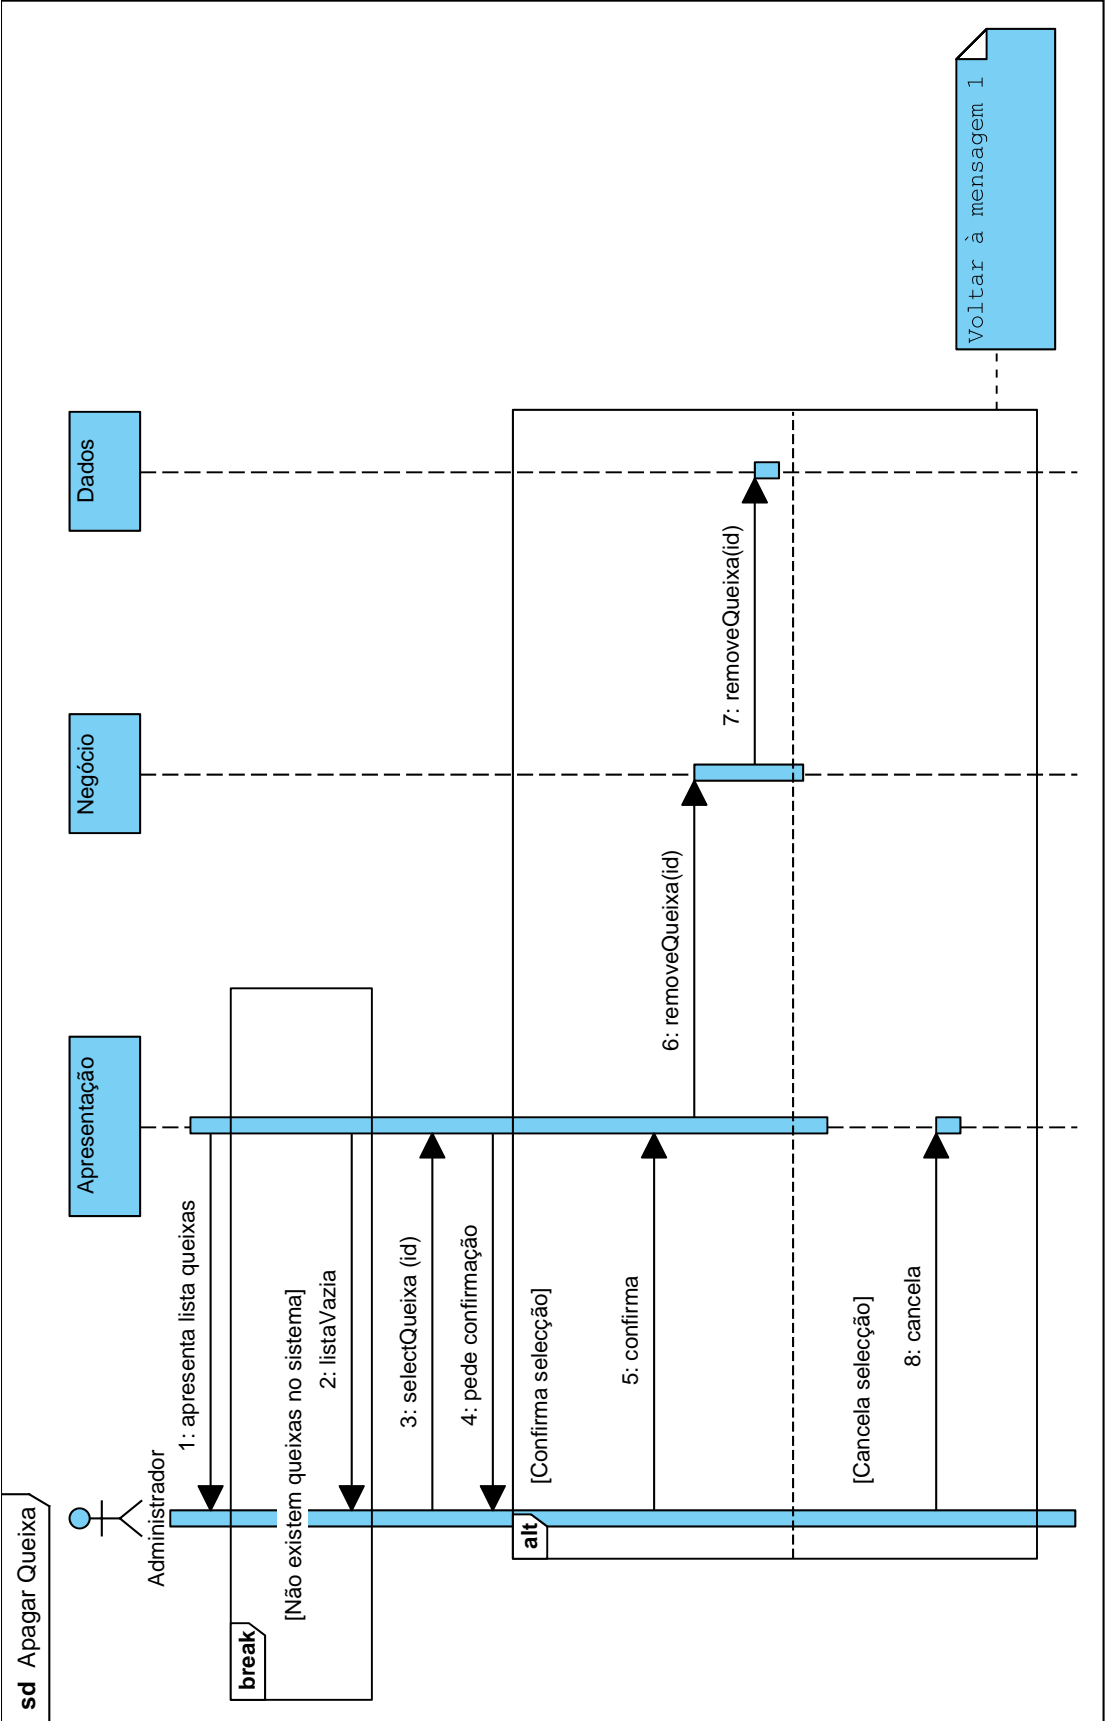 sd Apagar Queixa
Administrador
Apresentação
Negócio
Dados
1: apresenta lista queixas
break
[Não existem queixas no sistema]
2: listaVazia
3: selectQueixa (id)
4: pede confirmação
alt
[Confirma selecção]
5: confirma
6: removeQueixa(id)
7: removeQueixa(id)
[Cancela selecção]
8: cancela
Voltar à mensagem 1